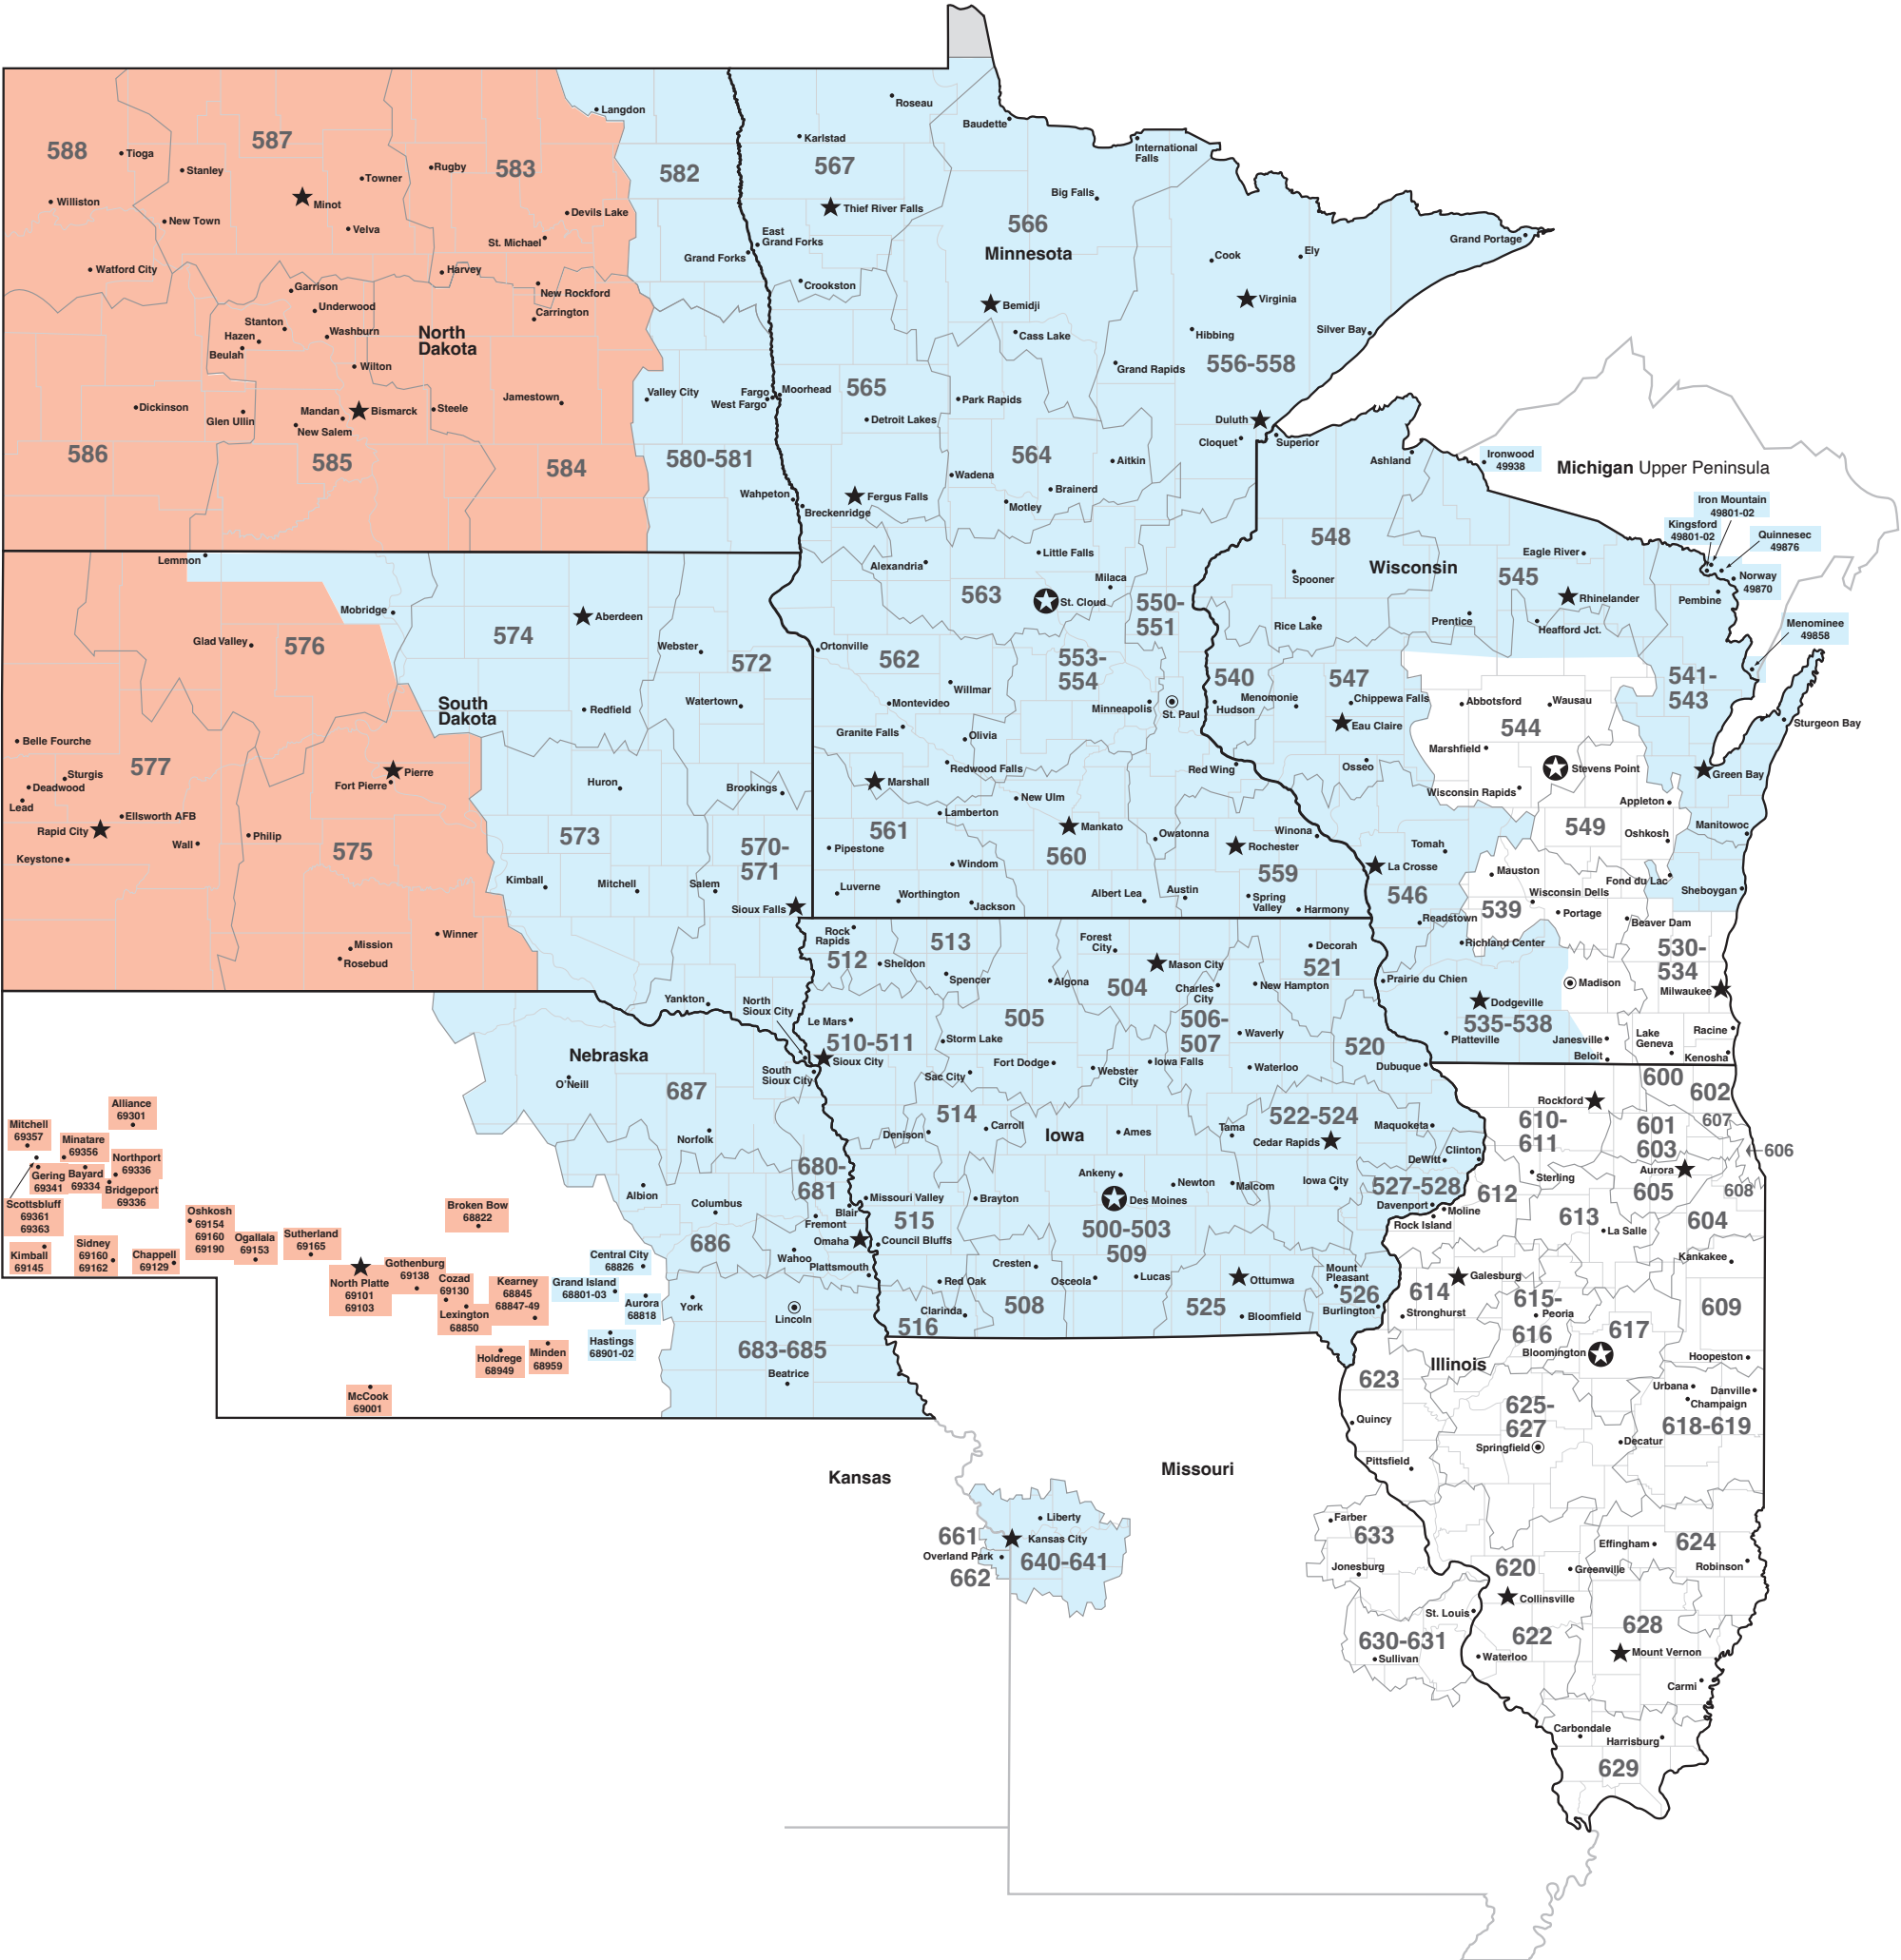 Langdon
Roseau
Baudette
Karlstad
International
Falls
588
Tioga
587
Stanley
Towner
Rugby
583
582
567
Big Falls
Williston
Minot
Devils Lake
Thief River Falls
New Town
Velva
St. Michael
East
Grand Forks
Grand Forks
566
Minnesota
Cook
Ely
Grand Portage
Watford City
Harvey
Garrison
New Rockford
Crookston
Underwood
Carrington
Bemidji
Virginia
Stanton
Hazen
Washburn
Beulah
North
Dakota
Cass Lake
Hibbing
Silver Bay
Wilton
Grand Rapids
556-558
Dickinson
Glen Ullin
Mandan
Bismarck
New Salem
Steele
Jamestown
Valley City
Fargo
West Fargo
Moorhead
565
Park Rapids
Detroit Lakes
Duluth
Cloquet
Superior
586
585
584
580-581
564
Aitkin
Ashland
Ironwood
49938
Michigan Upper Peninsula
Wadena
Brainerd
Wahpeton
Breckenridge
Fergus Falls
Motley
Iron Mountain
49801-02
Kingsford
49801-02
Quinnesec
49876
548
Wisconsin
Eagle River
Lemmon
Little Falls
Alexandria
Milaca
Spooner
545
Rhinelander
Norway
49870
Pembine
563
St. Cloud
550-
551
Mobridge
574
Aberdeen
Rice Lake
Prentice
Heafford Jct.
Menominee
49858
Glad Valley
576
Webster
572
Ortonville
562
553-
554
540
547
541-
543
Menomonie
Chippewa Falls
Hudson
Eau Claire
South
Dakota
Redfield
Watertown
Willmar
Montevideo
Minneapolis
St. Paul
Abbotsford
Wausau
544
Sturgeon Bay
Granite Falls
Olivia
Belle Fourche
577
Sturgis
Deadwood
Lead
Pierre
Fort Pierre
Huron
Brookings
Marshall
Redwood Falls
Red Wing
Osseo
Marshfield
Stevens Point
Green Bay
Wisconsin Rapids
Appleton
Ellsworth AFB
Rapid City
Wall
Philip
Keystone
575
573
570-
571
New Ulm
Lamberton
561
Mankato
Owatonna
Winona
Rochester
549
Oshkosh
Manitowoc
Pipestone
Windom
560
559
Tomah
La Crosse
Mauston
Fond du Lac
Kimball
Mitchell
Salem
Sioux Falls
Luverne
Worthington
Jackson
Albert Lea
Austin
Spring
Valley
Harmony
546
Wisconsin Dells
Sheboygan
539
Portage
Readstown
Beaver Dam
Winner
Mission
Rosebud
Rock
Rapids
512
Sheldon
513
Spencer
Forest
City
Mason City
Decorah
521
Richland Center
530-
534
Algona
504
Charles
City
New Hampton
Prairie du Chien
Madison
Milwaukee
Yankton
North
Sioux City
Le Mars
505
506-
507
Dodgeville
535-538
Platteville
Janesville
Beloit
Lake
Geneva
Racine
Kenosha
Nebraska
510-511
Sioux City
Storm Lake
Waverly
520
Dubuque
O'Neill
South
Sioux City
Sac City
Fort Dodge
Webster
City
Iowa Falls
Waterloo
687
600
602
Rockford
610-
611
601
603
607
606
Alliance
69301
Mitchell
69357
Minatare
69356
Northport
69336
Gering
69341
Bayard
69334
Bridgeport
69336
Norfolk
514
Denison
Carroll
Iowa
Ames
522-524
Tama
Cedar Rapids
Maquoketa
DeWitt
Clinton
Sterling
Aurora
605
608
Scottsbluff
69361
69363
680-
681
Albion
Columbus
Missouri Valley
Brayton
Ankeny
Des Moines
Newton
Malcom
Iowa City
527-528
Davenport
Moline
Rock Island
612
613
La Salle
604
Oshkosh
69154
69160
69190
Broken Bow
68822
Blair
Fremont
515
500-503
509
Kimball
69145
Sidney
69160
69162
Chappell
69129
Ogallala
69153
Sutherland
69165
686
Wahoo
Omaha
Council Bluffs
Plattsmouth
Kankakee
North Platte
69101
69103
Gothenburg
69138
Cozad
69130
Lexington
68850
Kearney
68845
68847-49
Central City
68826
Grand Island
68801-03
Aurora
68818
Hastings
68901-02
York
Lincoln
Red Oak
Creston
Osceola
Lucas
Ottumwa
Mount
Pleasant
526
Burlington
614
Galesburg
Stronghurst
615-
Peoria
616
617
609
Clarinda
516
508
525
Bloomfield
Holdrege
68949
Minden
68959
683-685
Beatrice
McCook
69001
Illinois
Bloomington
Hoopeston
623
Urbana
Danville
Champaign
618-619
Quincy
625-
627
Springfield
Decatur
Pittsfield
Kansas
Missouri
Liberty
661
Kansas City
Overland Park
640-641
662
Farber
633
Jonesburg
Effingham
624
Robinson
620
Greenville
Collinsville
St. Louis
630-631
Sullivan
622
Waterloo
628
Mount Vernon
Carmi
Carbondale
Harrisburg
629